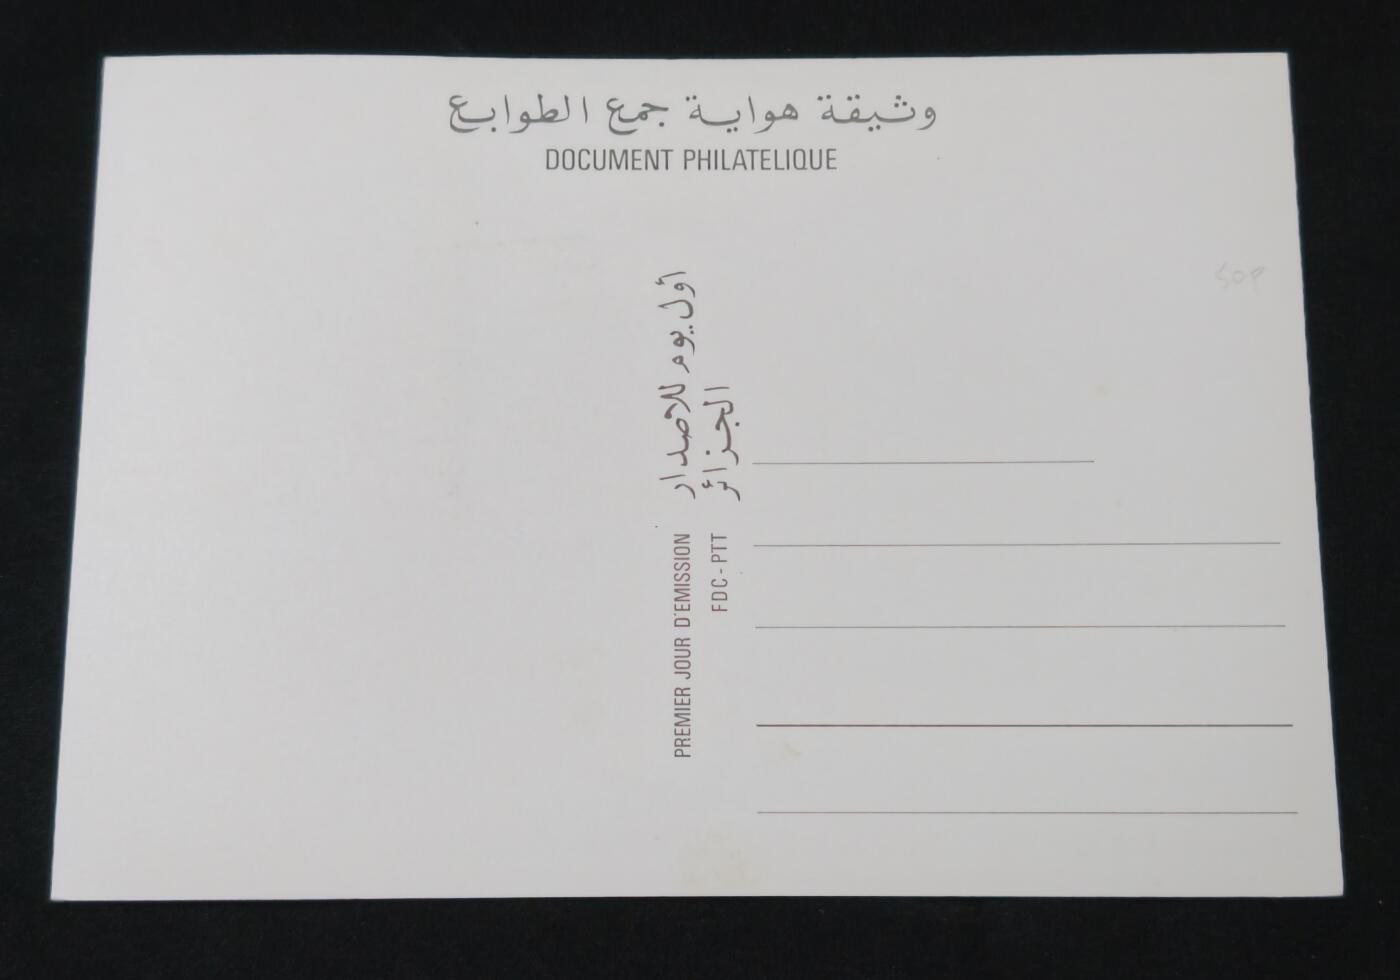 وثيقة هواية جمع الطوابع
DOCUMENT PHILATELIQUE
أول يوم للاصدار
الجزائر
PREMIER JOUR D'EMISSION
FDC-PTT